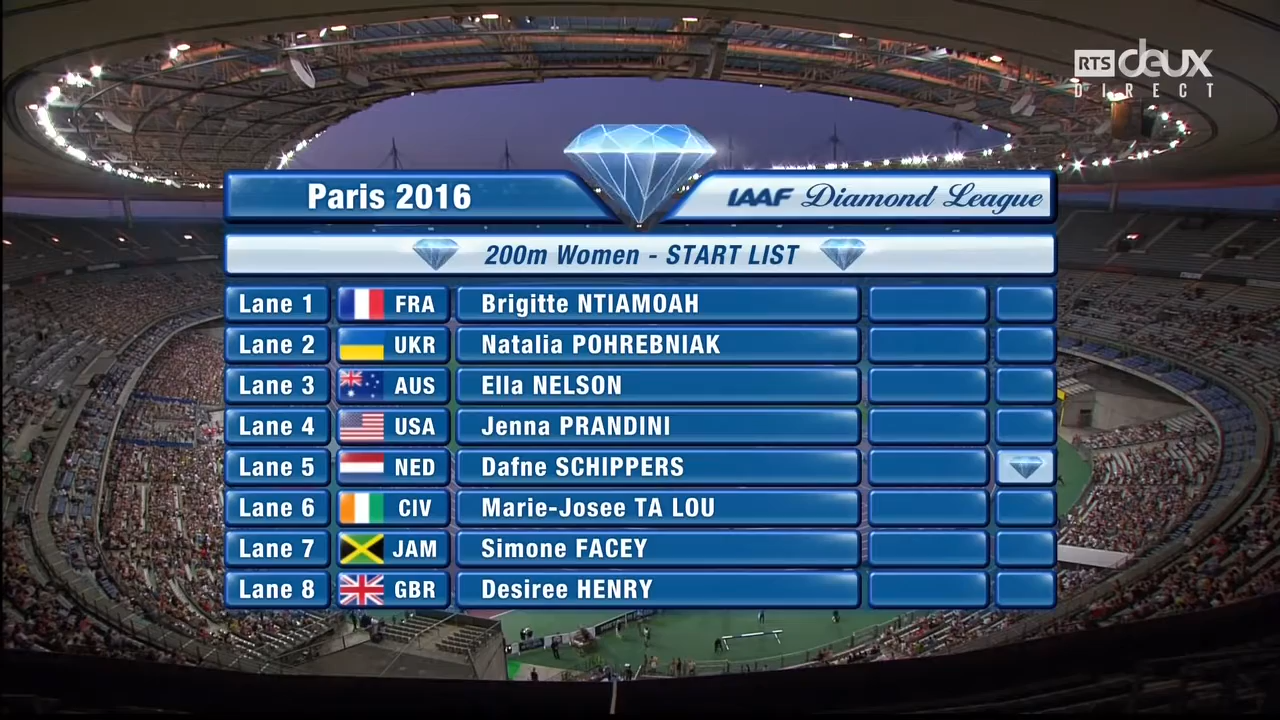 RTS deux
DIRECT
Paris 2016
IAAF Diamond League
200m Women - START LIST
Lane 1 FRA Brigitte NTIAMOAH
Lane 2 UKR Natalia POHREBNIAK
Lane 3 AUS Ella NELSON
Lane 4 USA Jenna PRANDINI
Lane 5 NED Dafne SCHIPPERS
Lane 6 CIV Marie-Josee TA LOU
Lane 7 JAM Simone FACEY
Lane 8 GBR Desiree HENRY